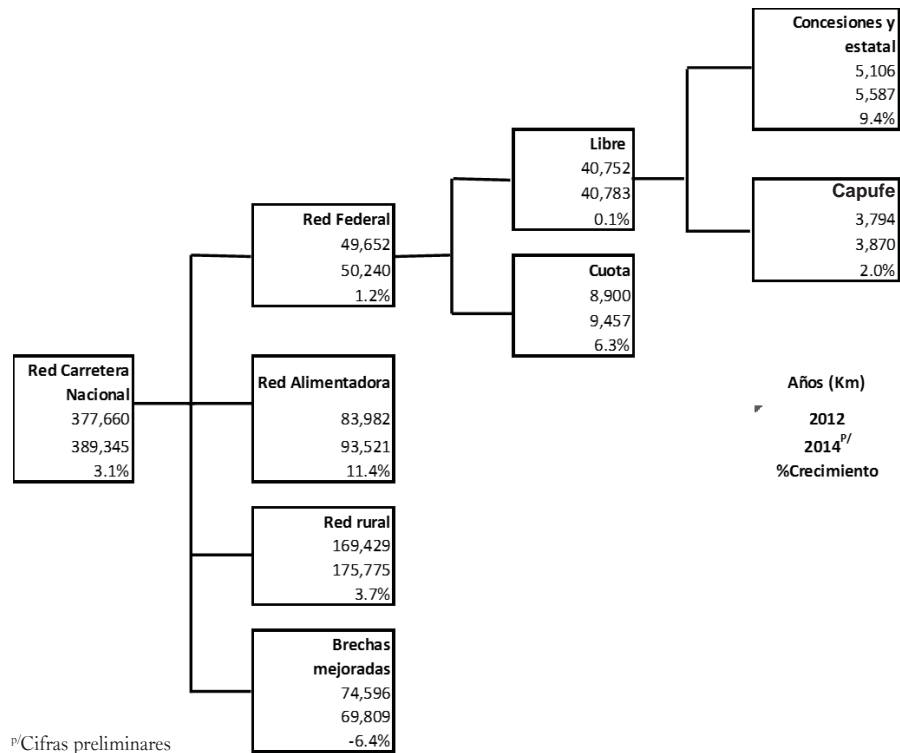 Concesiones y
estatal
5,106
5,587
9.4%
Libre
40,752
40,783
0.1%
Capufe
3,794
3,870
2.0%
Red Federal
49,652
50,240
1.2%
Cuota
8,900
9,457
6.3%
Red Carretera
Nacional
377,660
389,345
3.1%
Red Alimentadora
83,982
93,521
11.4%
Años (Km)
2012
2014 P/
%Crecimiento
Red rural
169,429
175,775
3.7%
Brechas
mejoradas
74,596
69,809
-6.4%
p/Cifras preliminares